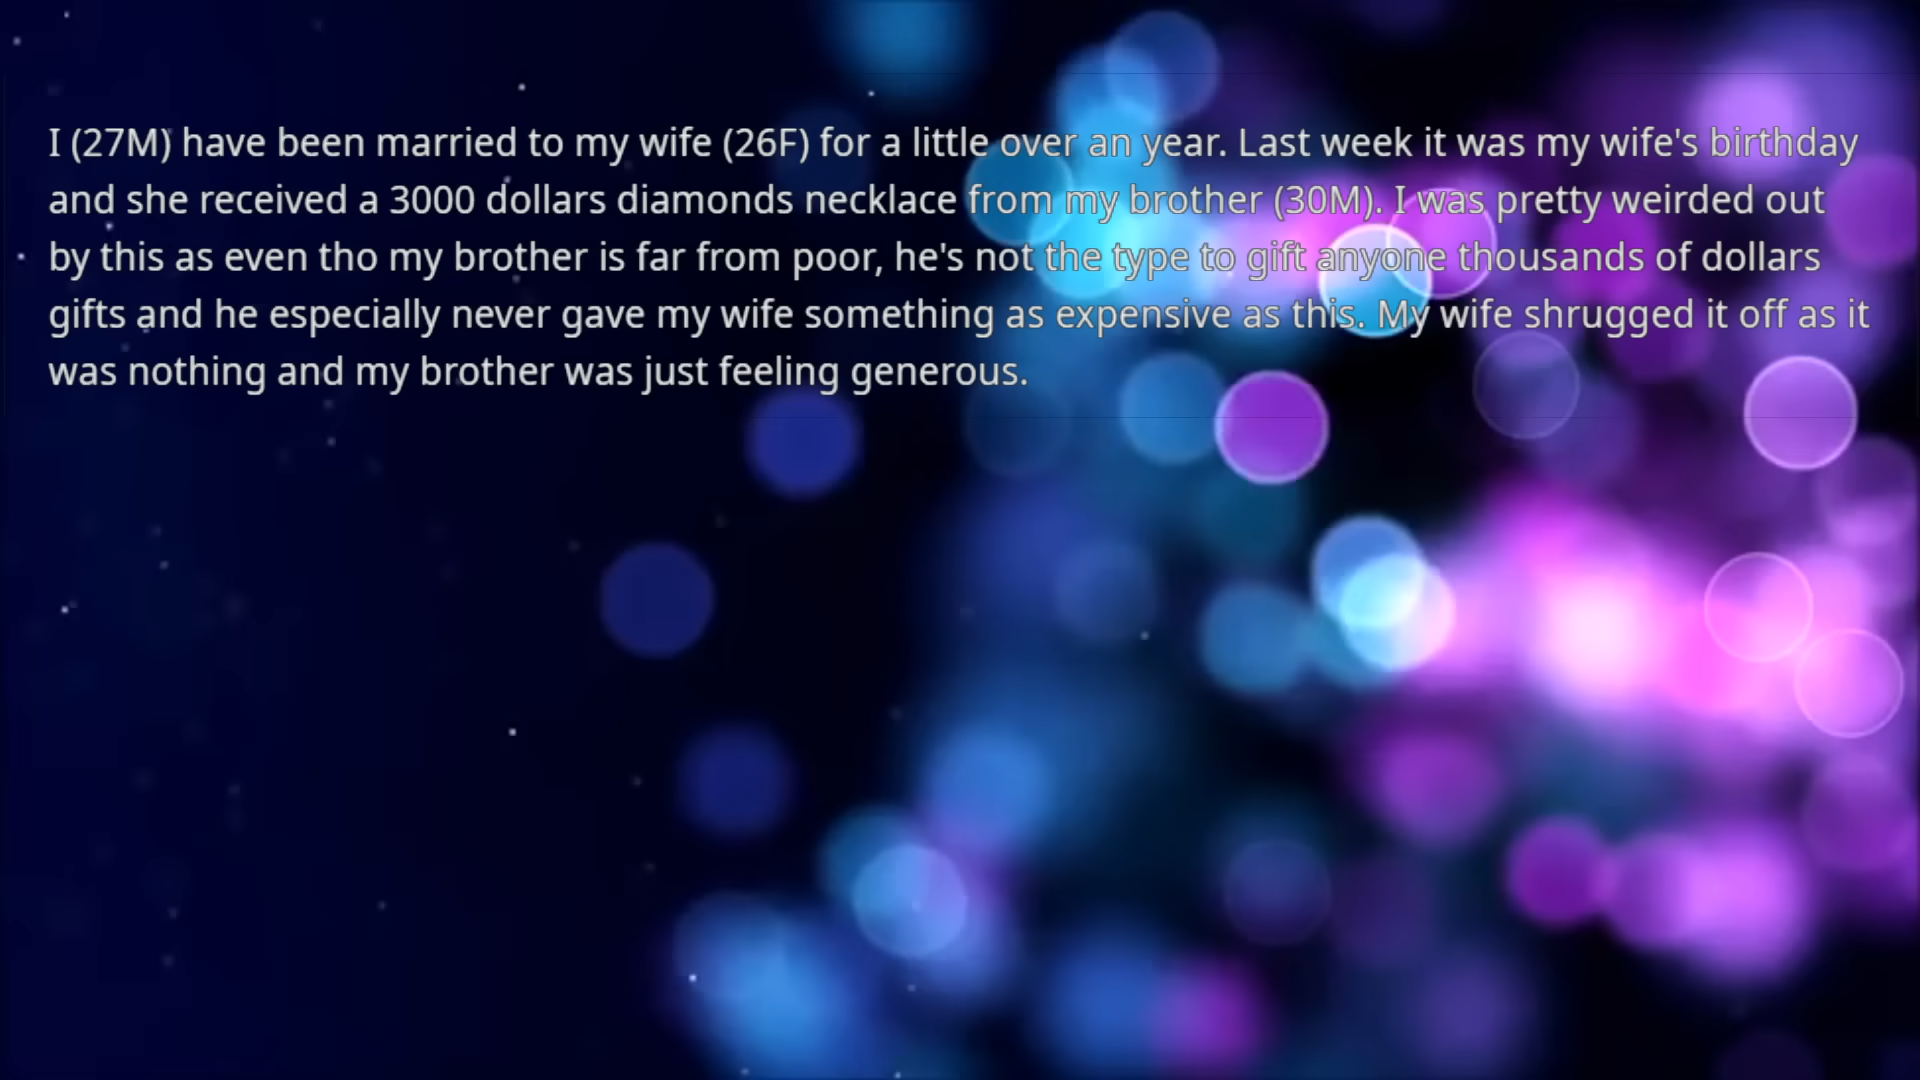 I (27M) have been married to my wife (26F) for a little over an year. Last week it was my wife's birthday
and she received a 3000 dollars diamonds necklace from my brother (30M). I was pretty weirded out
by this as even tho my brother is far from poor, he's not the type to gift anyone thousands of dollars
gifts and he especially never gave my wife something as expensive as this. My wife shrugged it off as it
was nothing and my brother was just feeling generous.